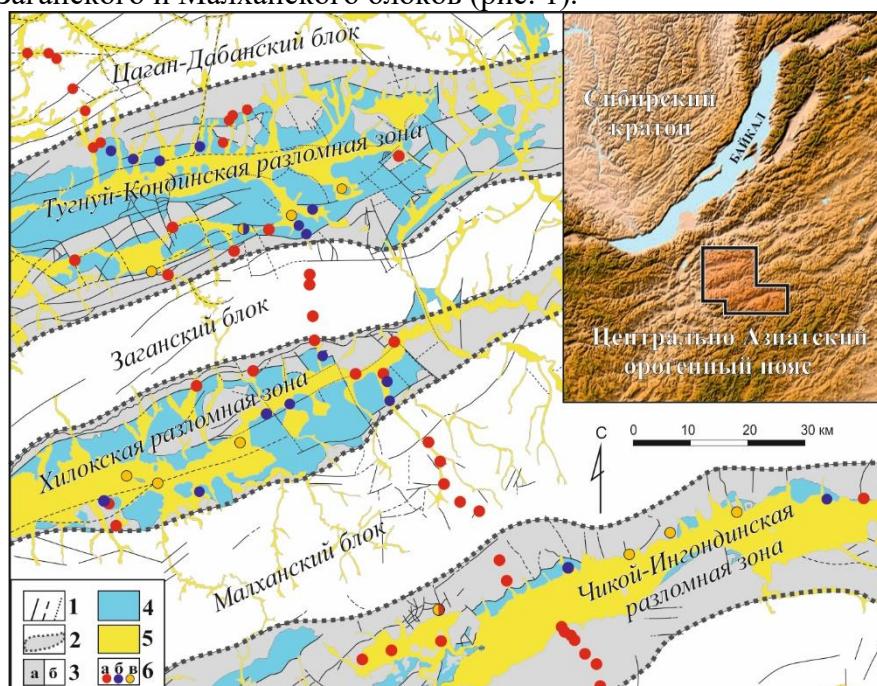 Заганского и Малханского блоков (рис. 1).
Цаган-Дабанский блок
Тугнуй-Кондинская разломная зона
Заганский блок
Хилокская разломная зона
Малханский блок
Чикой-Ингодинская
разломная зона
Сибирский
кратон
БАЙКАЛ
Центрально Азиатский
орогенный пояс
С
0 10 20 30 км
1 4
2 5
а б 3 а б в 6